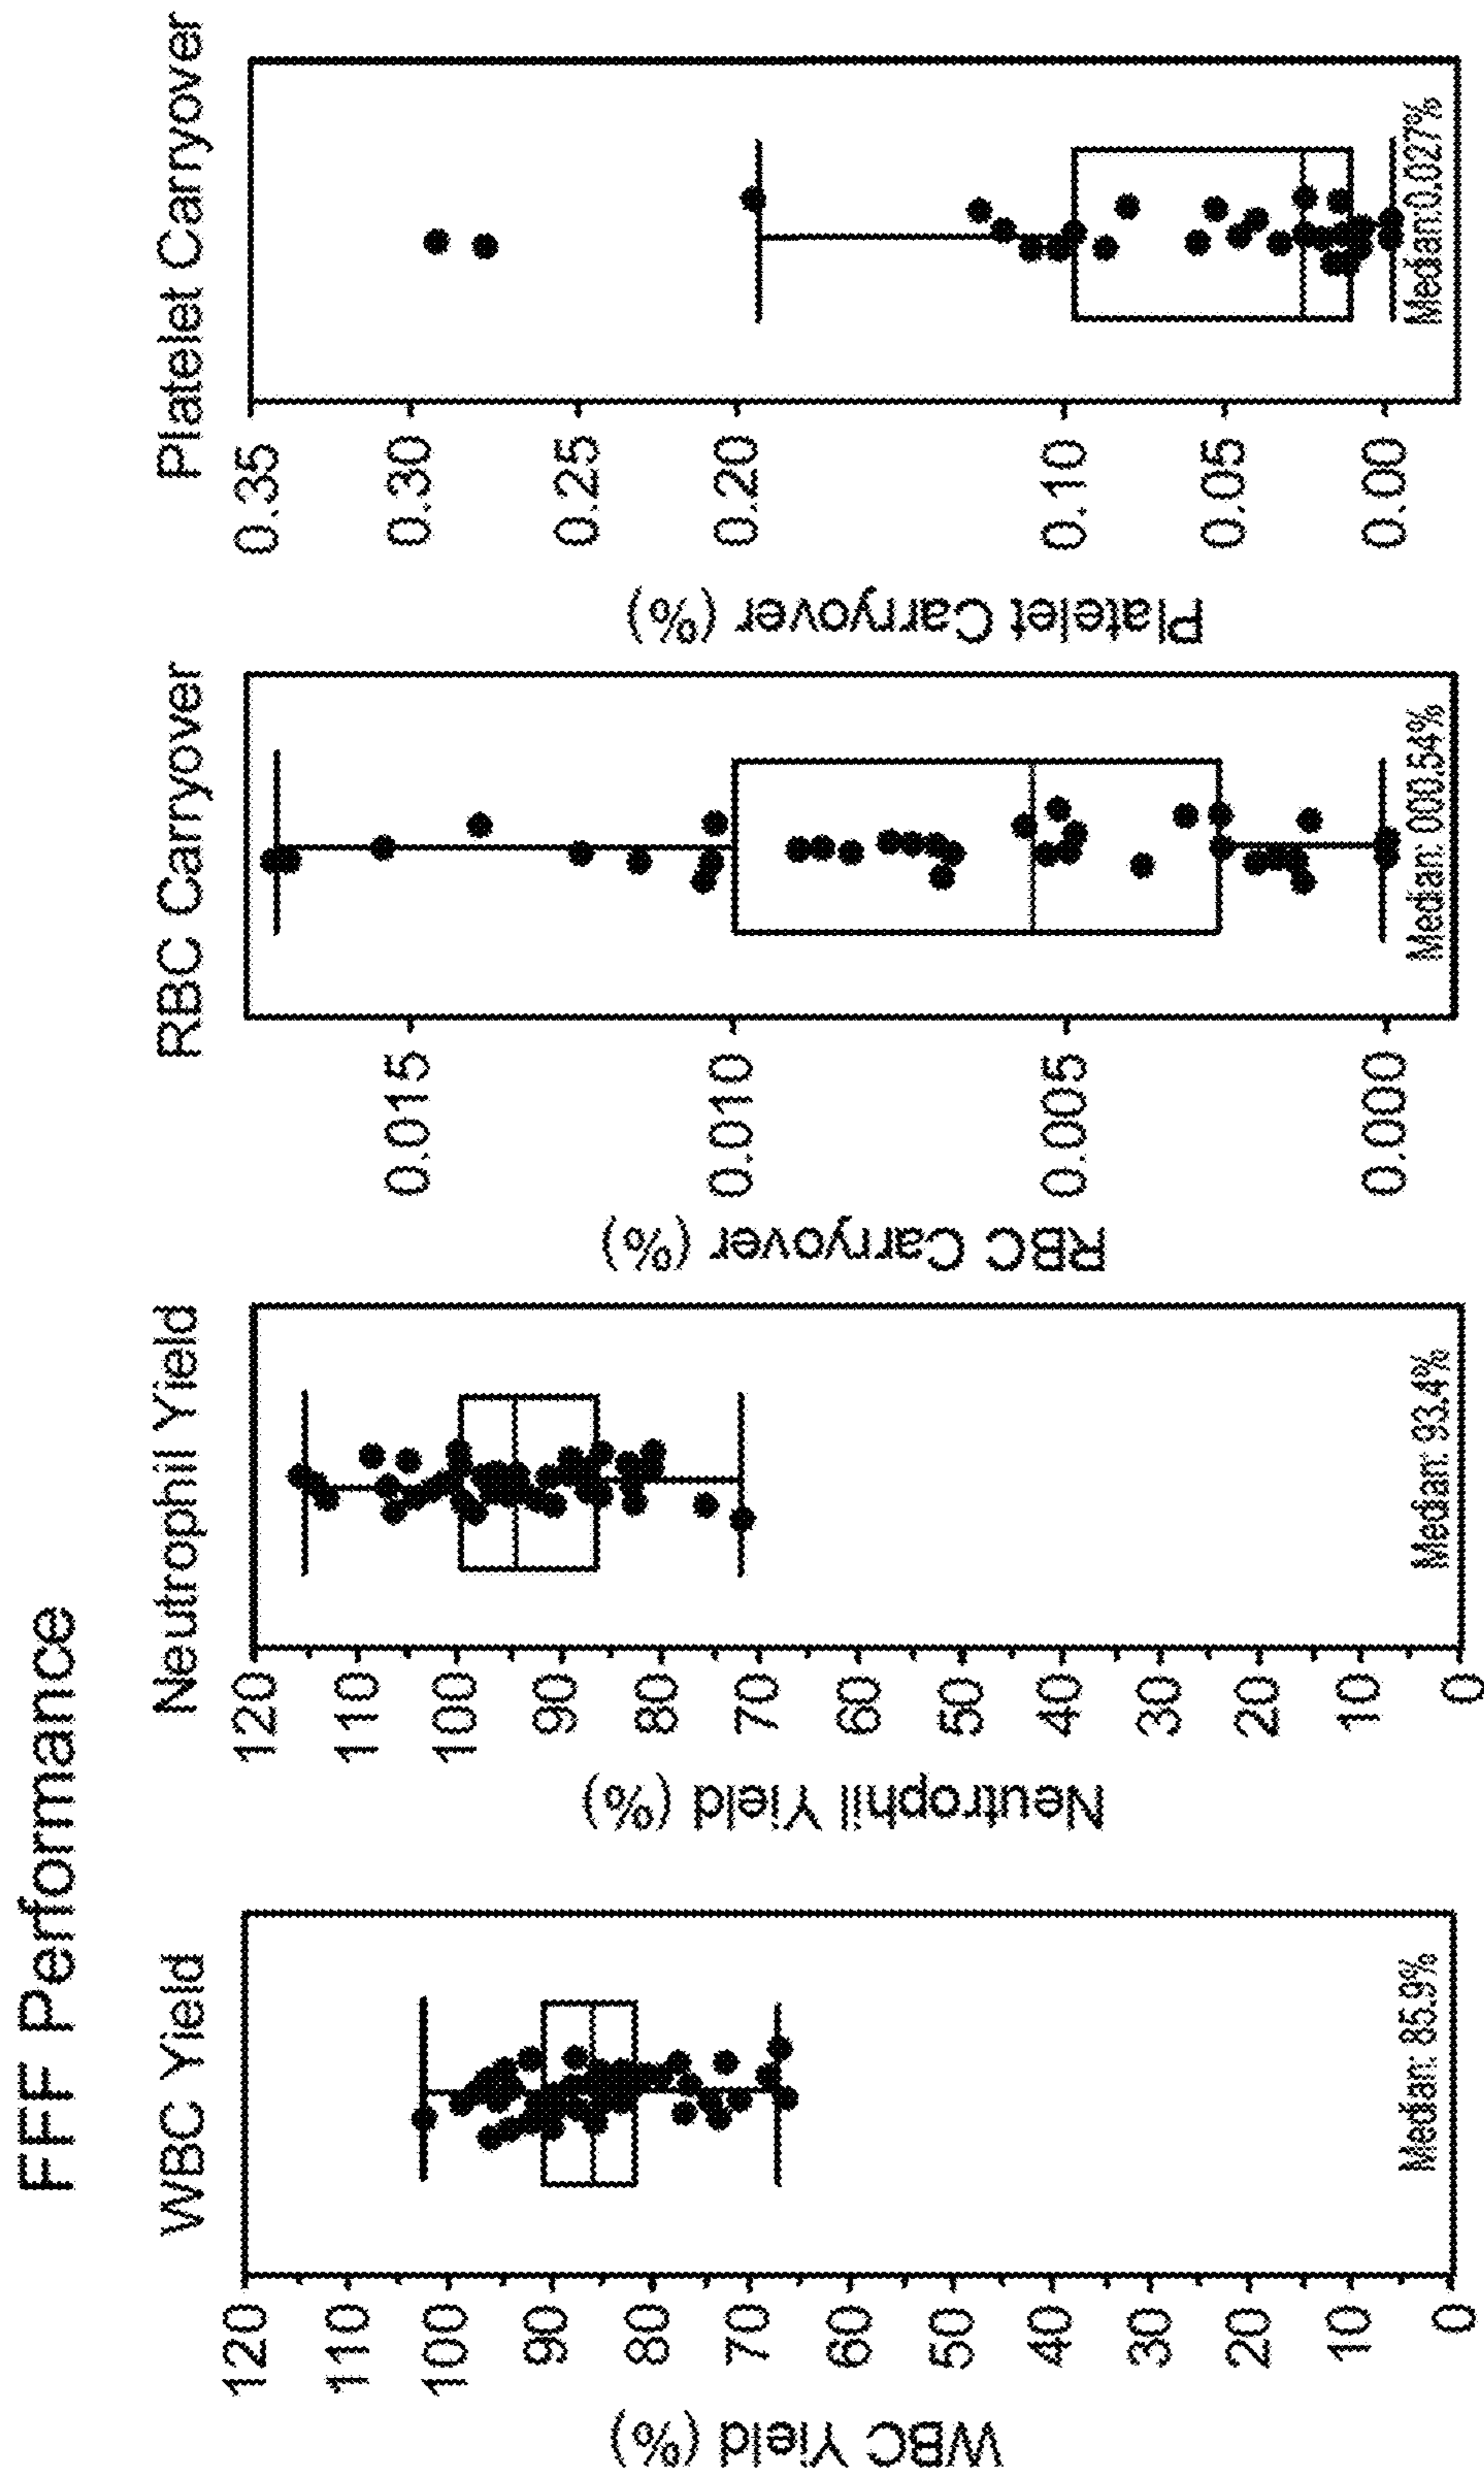 FFF Performance
WBC Yield
WBC Yield (%)
120
110
100
90
80
70
60
50
40
30
20
10
0
Median: 85.9%
Neutrophil Yield
Neutrophil Yield (%)
120
110
100
90
80
70
60
50
40
30
20
10
0
Median: 93.4%
RBC Carryover
RBC Carryover (%)
0.015
0.010
0.005
0.000
Median: 000.54%
Platelet Carryover
Platelet Carryover (%)
0.35
0.30
0.25
0.20
0.10
0.05
0.00
Median:0.027%